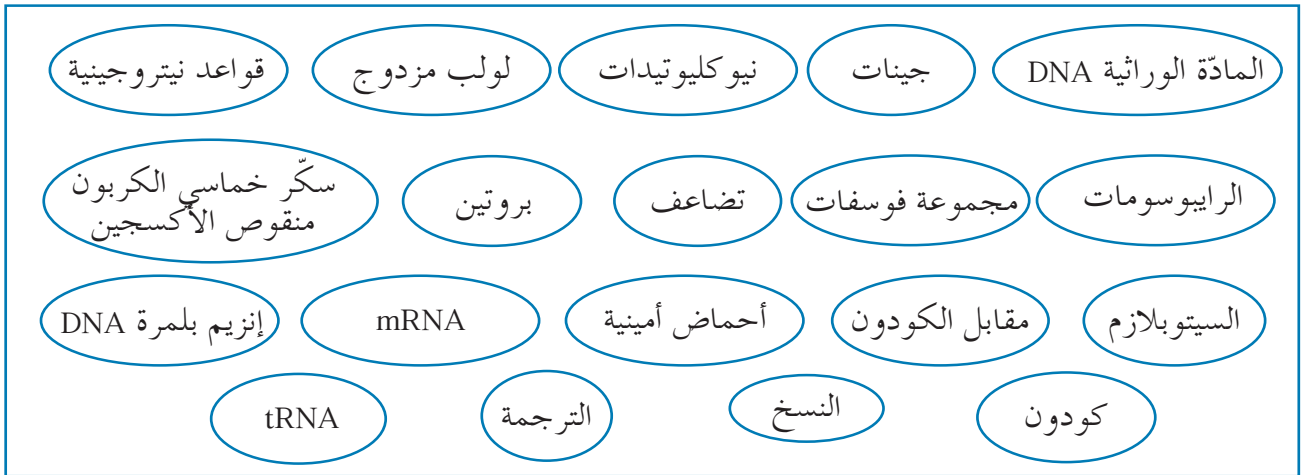 المادّة الوراثية DNA
جينات
نيوكليوتيدات
لولب مزدوج
قواعد نيتروجينية
الرايبوسومات
مجموعة فوسفات
تضاعف
بروتين
سكّر خماسي الكربون
منقوص الأكسجين
السيتوبلازم
مقابل الكودون
أحماض أمينية
mRNA
إنزيم بلمرة DNA
كودون
النسخ
الترجمة
tRNA